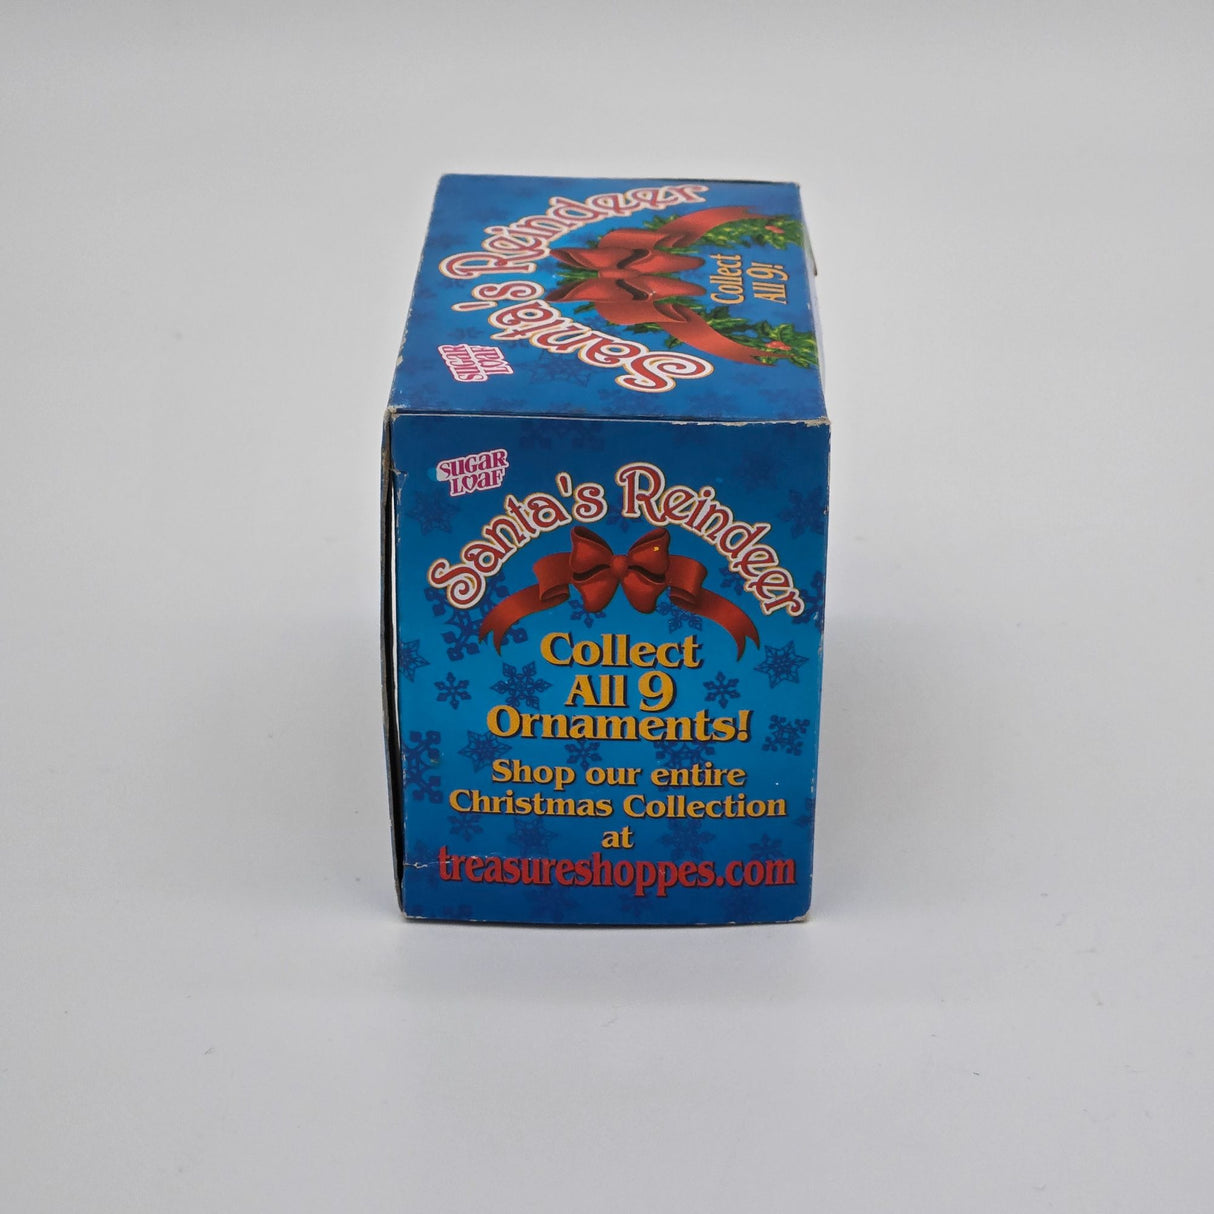 SUGAR
LOAF
Santa's Reindeer
Collect
All 9!
SUGAR
LOAF
Santa's Reindeer
Collect
All 9
Ornaments!
Shop our entire
Christmas Collection
at
treasureshoppes.com